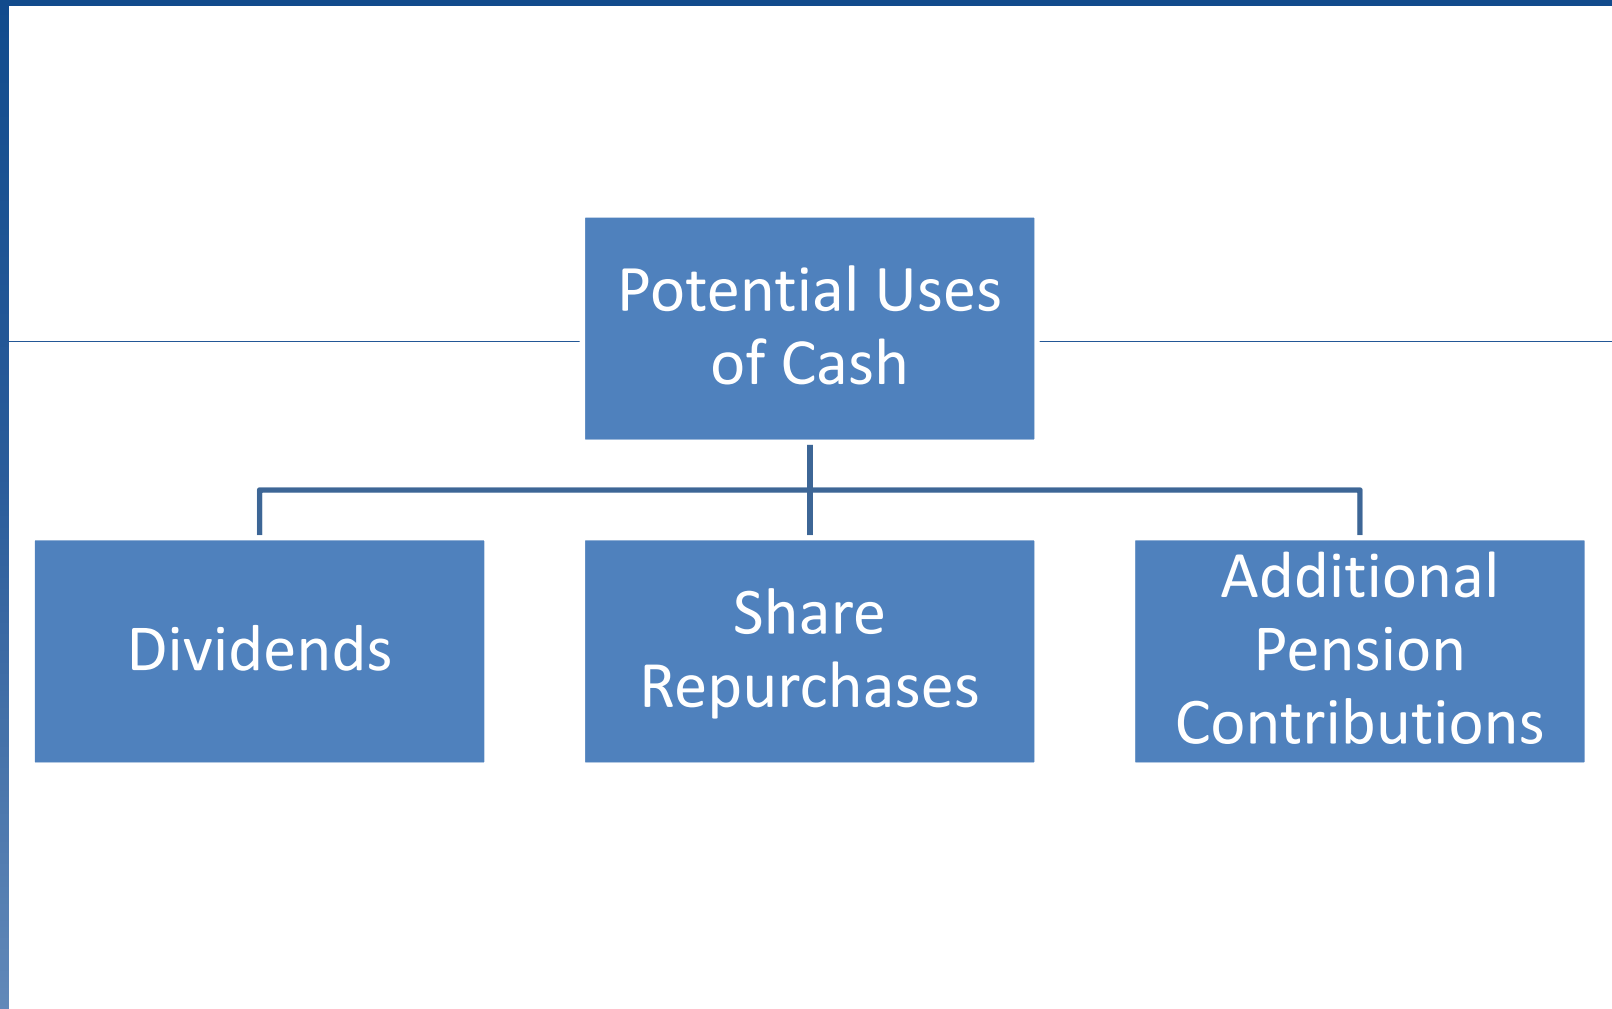 Potential Uses
of Cash
Dividends
Share
Repurchases
Additional
Pension
Contributions